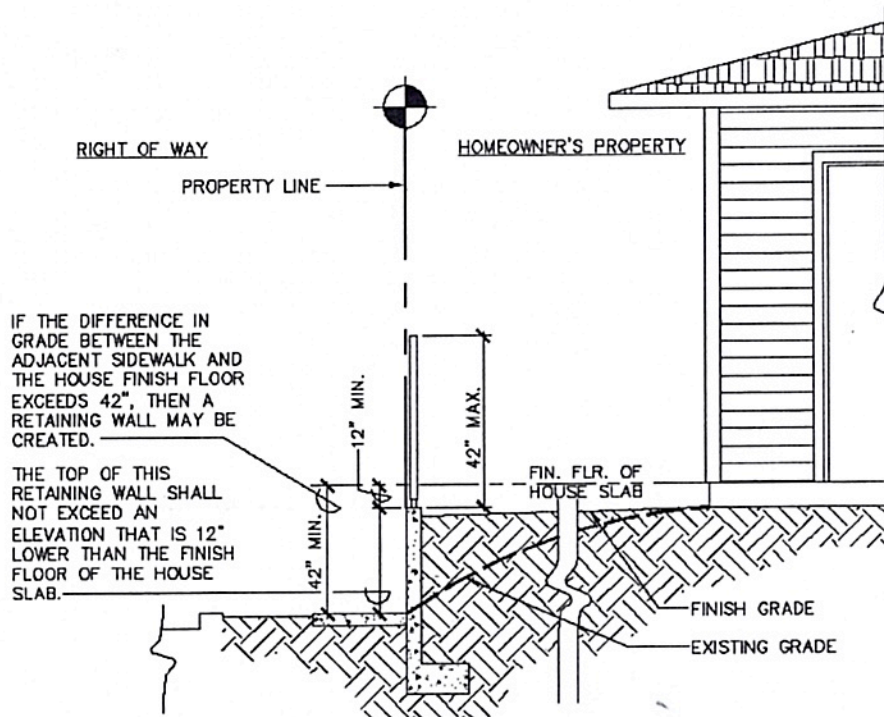 RIGHT OF WAY
HOMEOWNER'S PROPERTY
PROPERTY LINE
IF THE DIFFERENCE IN
GRADE BETWEEN THE
ADJACENT SIDEWALK AND
THE HOUSE FINISH FLOOR
EXCEEDS 42", THEN A
RETAINING WALL MAY BE
CREATED.
THE TOP OF THIS
RETAINING WALL SHALL
NOT EXCEED AN
ELEVATION THAT IS 12"
LOWER THAN THE FINISH
FLOOR OF THE HOUSE
SLAB.
12" MIN.
42" MIN.
42" MAX.
FIN. FLR. OF
HOUSE SLAB
FINISH GRADE
EXISTING GRADE